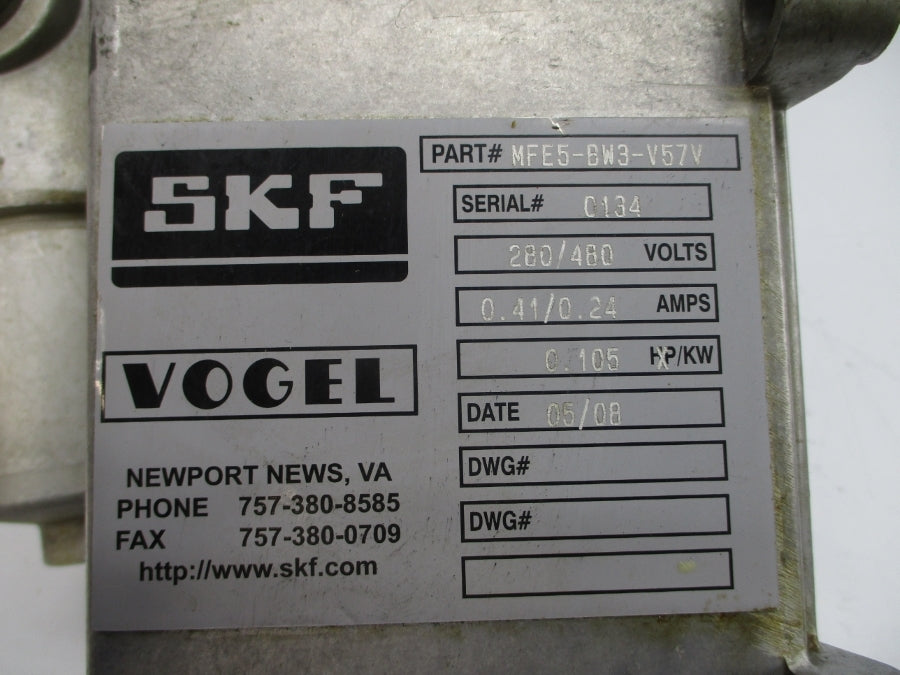 SKF
VOGEL
NEWPORT NEWS, VA
PHONE 757-380-8585
FAX 757-380-0709
http://www.skf.com
PART# MFE5-BW3-V57V
SERIAL# 0134
280/480 VOLTS
0.41/0.24 AMPS
0.105 HP/KW
DATE 05/08
DWG#
DWG#